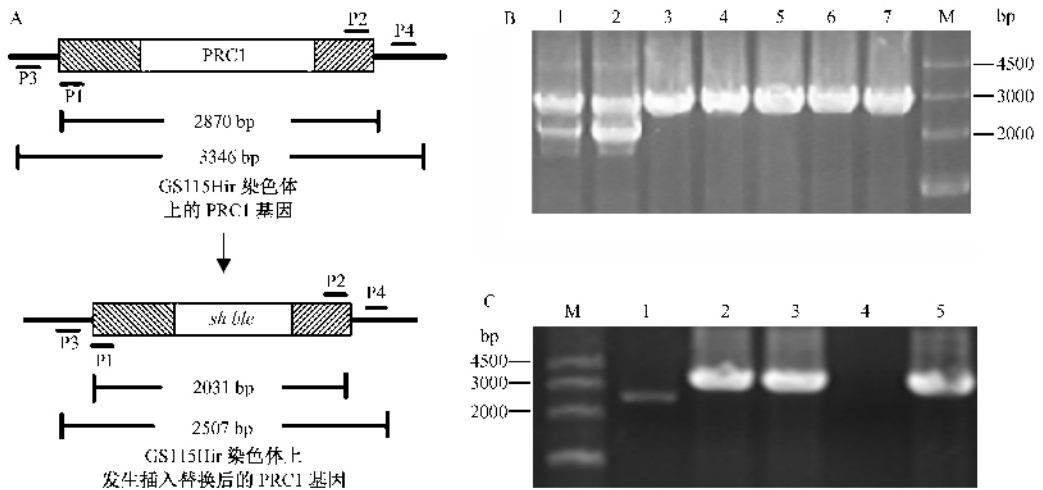 A
P2
P4
PRC1
P3
P1
2870 bp
3346 bp
GS115Hir 染色体
上的 PRC1 基因
P2
P4
sh ble
P3
P1
2031 bp
2507 bp
GS115Hir 染色体上
发生插入替换后的 PRC1 基因
B 1 2 3 4 5 6 7 M bp
4500
3000
2000
C M 1 2 3 4 5
bp
4500
3000
2000